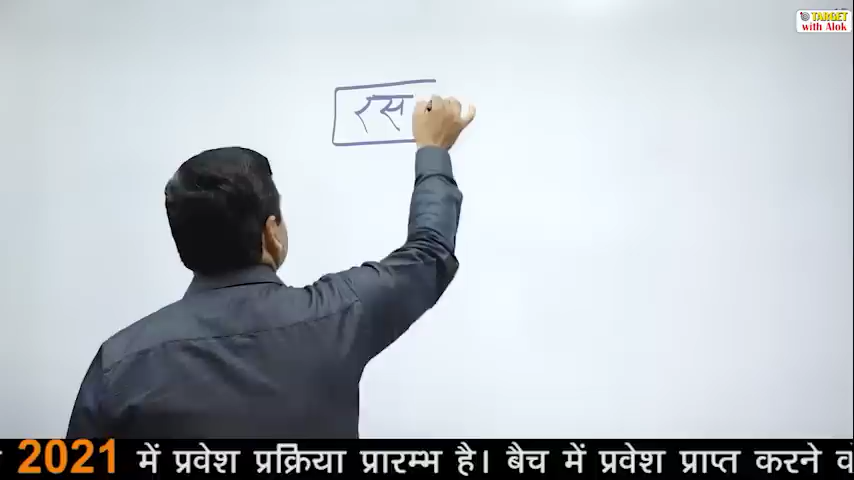 TARGET
with Alok
रस
2021 में प्रवेश प्रक्रिया प्रारम्भ है। बैच में प्रवेश प्राप्त करने